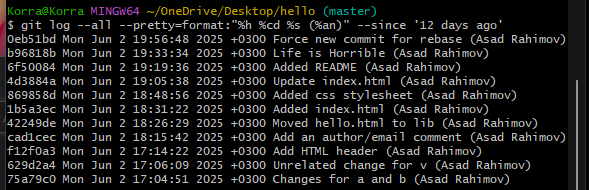 Korra@Korra MINGW64 ~/OneDrive/Desktop/hello (master)
$ git log --all --pretty=format:"%h %cd %s (%an)" --since '12 days ago'
0eb51bd Mon Jun 2 19:56:48 2025 +0300 Force new commit for rebase (Asad Rahimov)
b96818b Mon Jun 2 19:33:34 2025 +0300 Life is Horrible (Asad Rahimov)
6f50084 Mon Jun 2 19:19:36 2025 +0300 Added README (Asad Rahimov)
4d3884a Mon Jun 2 19:05:38 2025 +0300 Update index.html (Asad Rahimov)
869858d Mon Jun 2 18:48:56 2025 +0300 Added css stylesheet (Asad Rahimov)
1b5a3ec Mon Jun 2 18:31:22 2025 +0300 Added index.html (Asad Rahimov)
42249de Mon Jun 2 18:26:29 2025 +0300 Moved hello.html to lib (Asad Rahimov)
cad1cec Mon Jun 2 18:15:42 2025 +0300 Add an author/email comment (Asad Rahimov)
f12f0a3 Mon Jun 2 17:14:22 2025 +0300 Add HTML header (Asad Rahimov)
629d2a4 Mon Jun 2 17:06:09 2025 +0300 Unrelated change for v (Asad Rahimov)
75a79c0 Mon Jun 2 17:04:51 2025 +0300 Changes for a and b (Asad Rahimov)